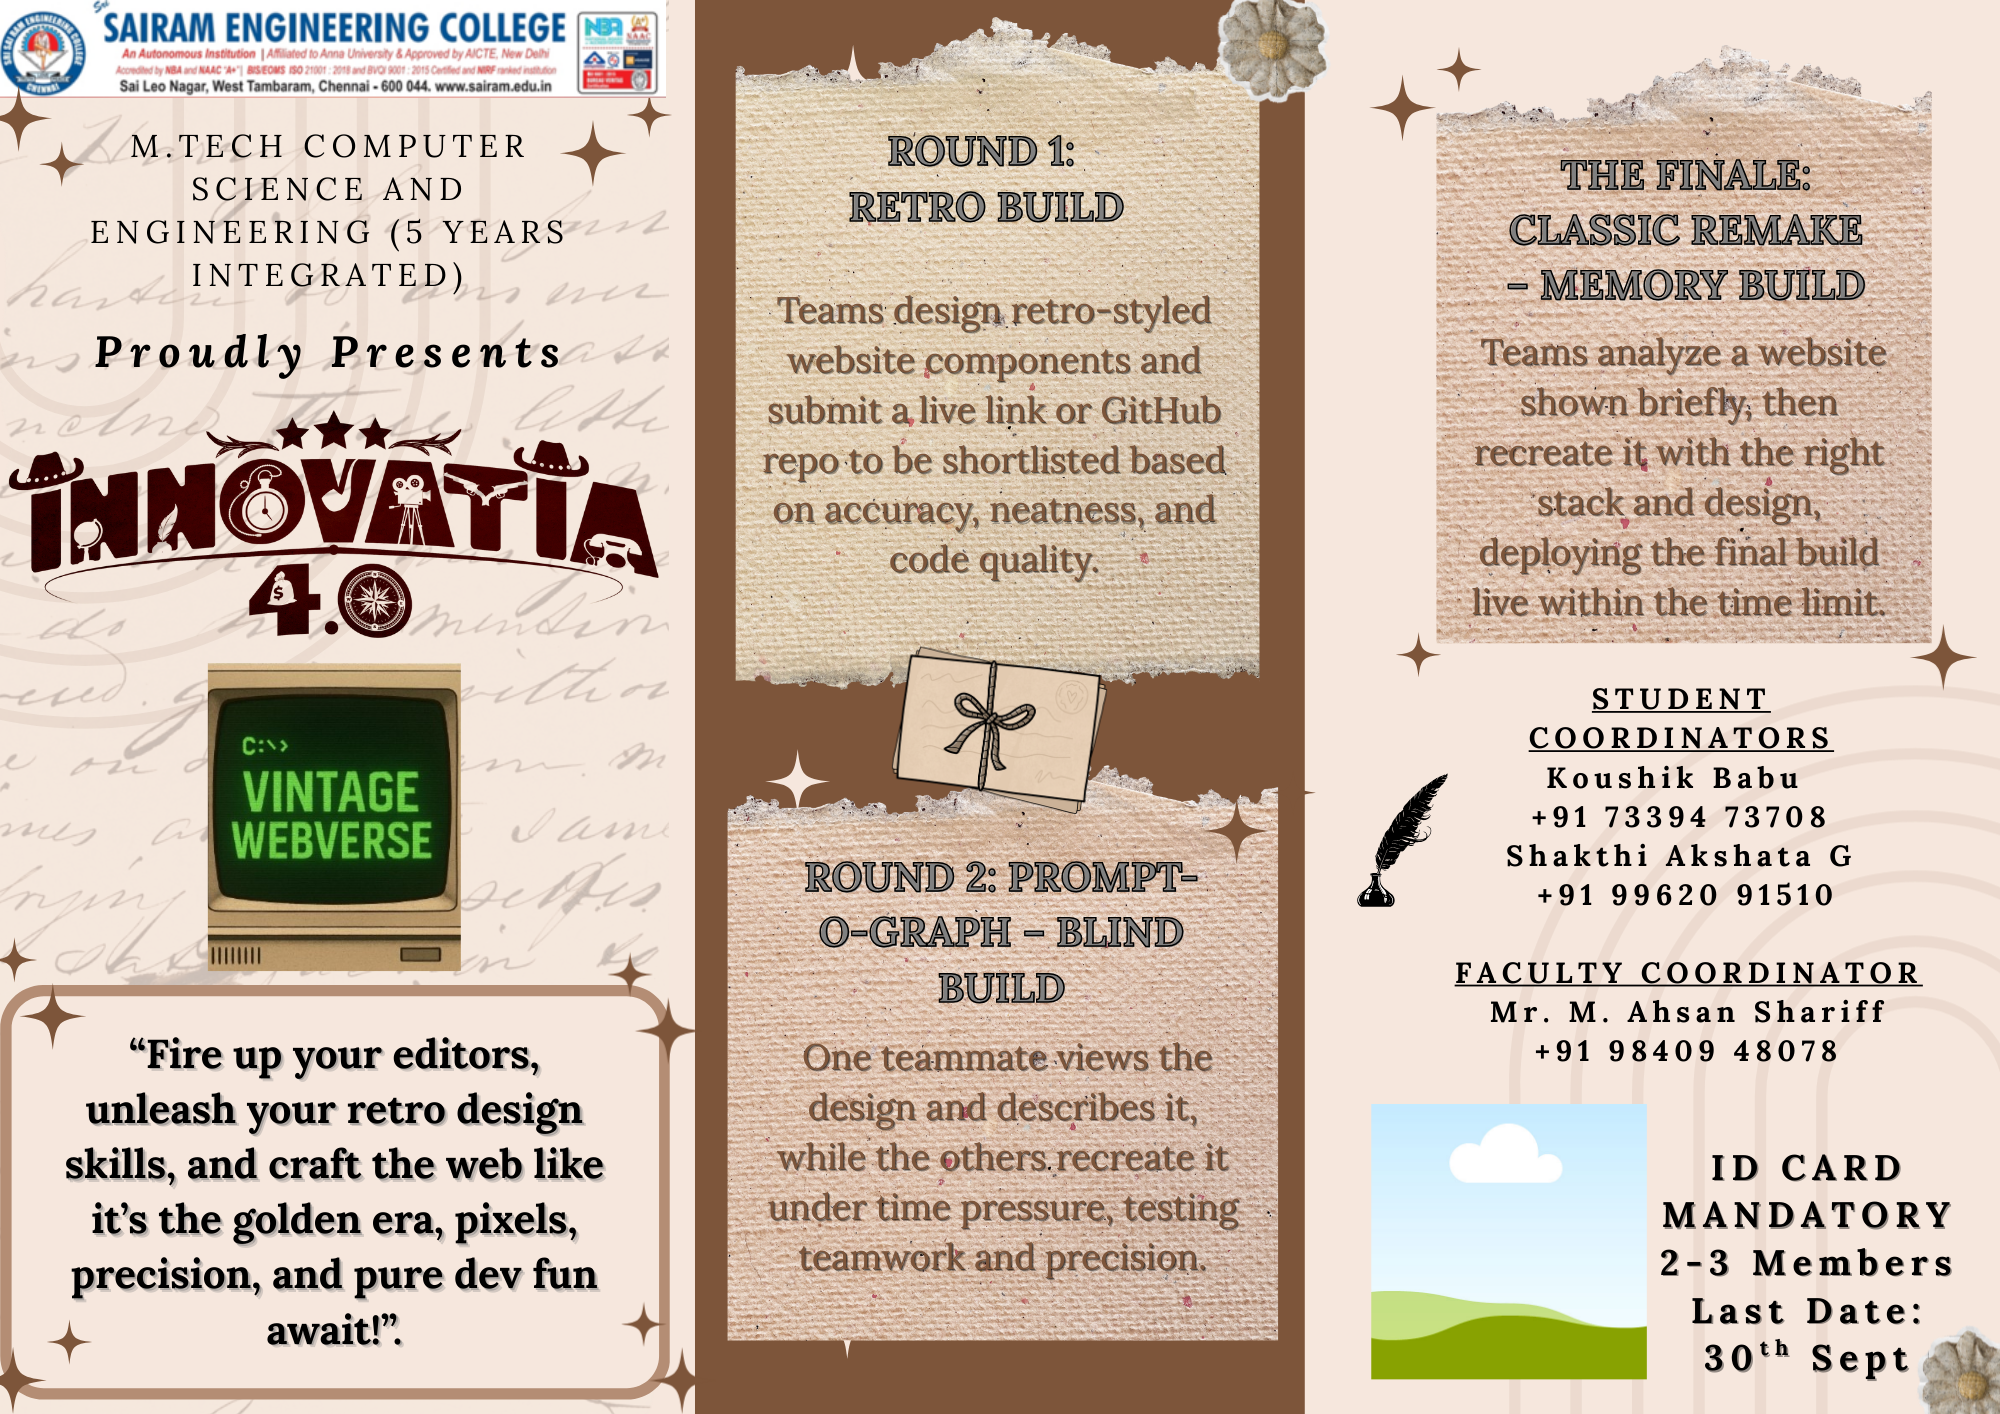 Sri
SAIRAM ENGINEERING COLLEGE
An Autonomous Institution | Affiliated to Anna University & Approved by AICTE, New Delhi
Accredited by NBA and NAAC "A+" | BIS/EOMS ISO 21001 : 2018 and BVQI 9001 : 2015 Certified and NIRF ranked institution
Sai Leo Nagar, West Tambaram, Chennai - 600 044. www.sairam.edu.in
NBA
NAAC
M.TECH COMPUTER
SCIENCE AND
ENGINEERING (5 YEARS
INTEGRATED)
Proudly Presents
INNOVATIA
4.0
C:\>
VINTAGE
WEBVERSE
“Fire up your editors,
unleash your retro design
skills, and craft the web like
it’s the golden era, pixels,
precision, and pure dev fun
await!”.
ROUND 1:
RETRO BUILD
Teams design retro-styled
website components and
submit a live link or GitHub
repo to be shortlisted based
on accuracy, neatness, and
code quality.
ROUND 2: PROMPT-
O-GRAPH – BLIND
BUILD
One teammate views the
design and describes it,
while the others recreate it
under time pressure, testing
teamwork and precision.
THE FINALE:
CLASSIC REMAKE
– MEMORY BUILD
Teams analyze a website
shown briefly, then
recreate it with the right
stack and design,
deploying the final build
live within the time limit.
STUDENT
COORDINATORS
Koushik Babu
+91 73394 73708
Shakthi Akshata G
+91 99620 91510
FACULTY COORDINATOR
Mr. M. Ahsan Shariff
+91 98409 48078
ID CARD
MANDATORY
2-3 Members
Last Date:
30th Sept